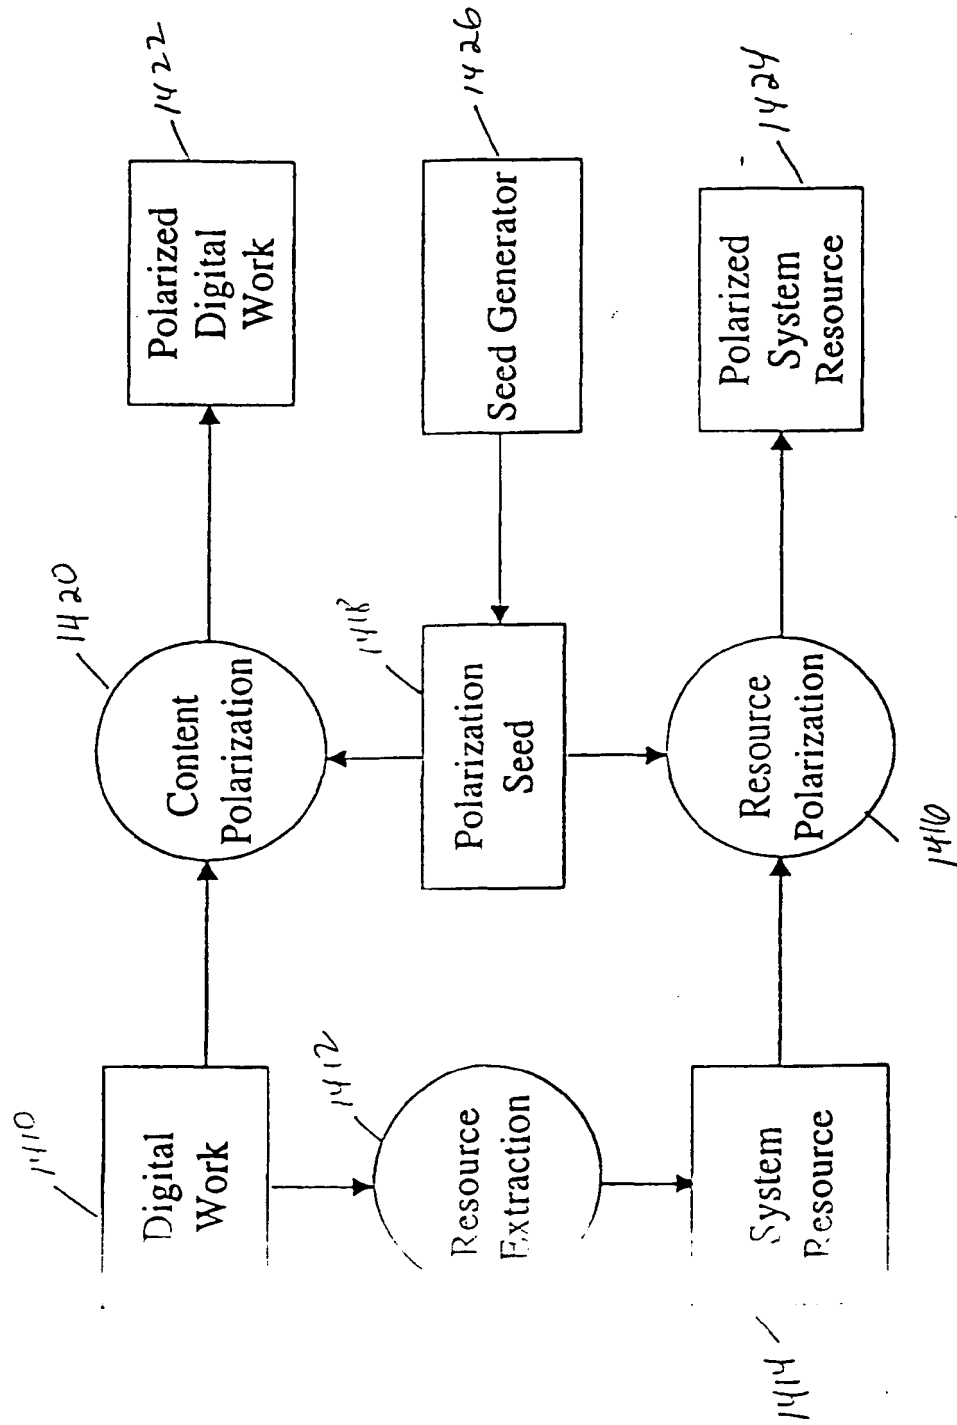 1410
Digital
Work
1420
Content
Polarization
1422
Polarized
Digital
Work
1412
Resource
Extraction
1418
Polarization
Seed
1426
Seed Generator
1414
System
Resource
1416
Resource
Polarization
1424
Polarized
System
Resource